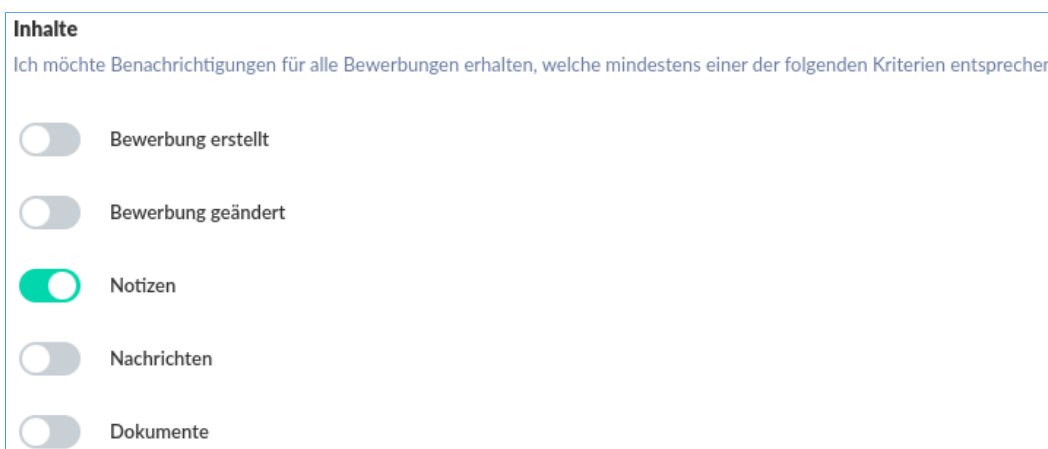 Inhalte
Ich möchte Benachrichtigungen für alle Bewerbungen erhalten, welche mindestens einer der folgenden Kriterien
Bewerbung erstellt
Bewerbung geändert
Notizen
Nachrichten
Dokumente